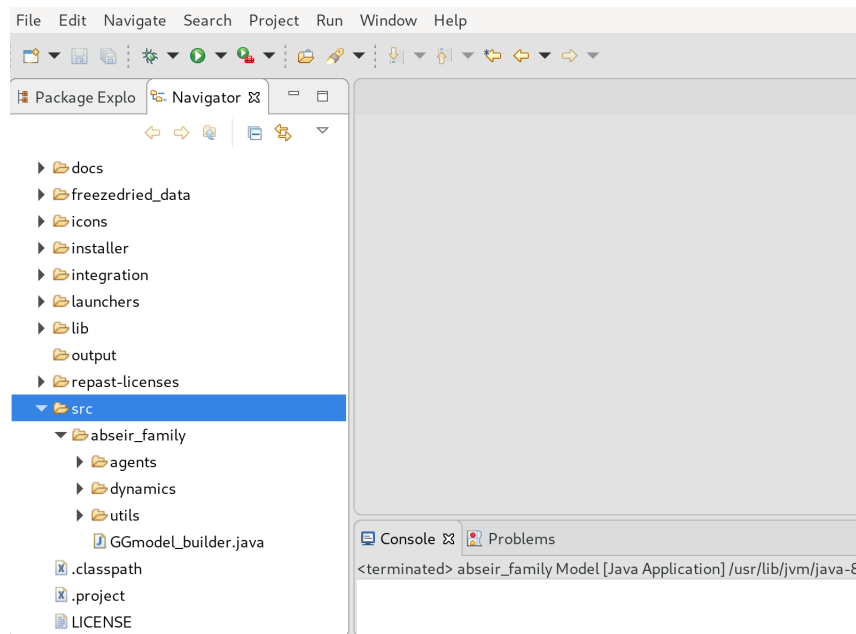 File Edit Navigate Search Project Run Window Help
Package Explo Navigator
docs
freezedried_data
icons
installer
integration
launchers
lib
output
repast-licenses
src
abseir_family
agents
dynamics
utils
GGmodel_builder.java
.classpath
.project
LICENSE
Console Problems
<terminated> abseir_family Model [Java Application] /usr/lib/jvm/java-8